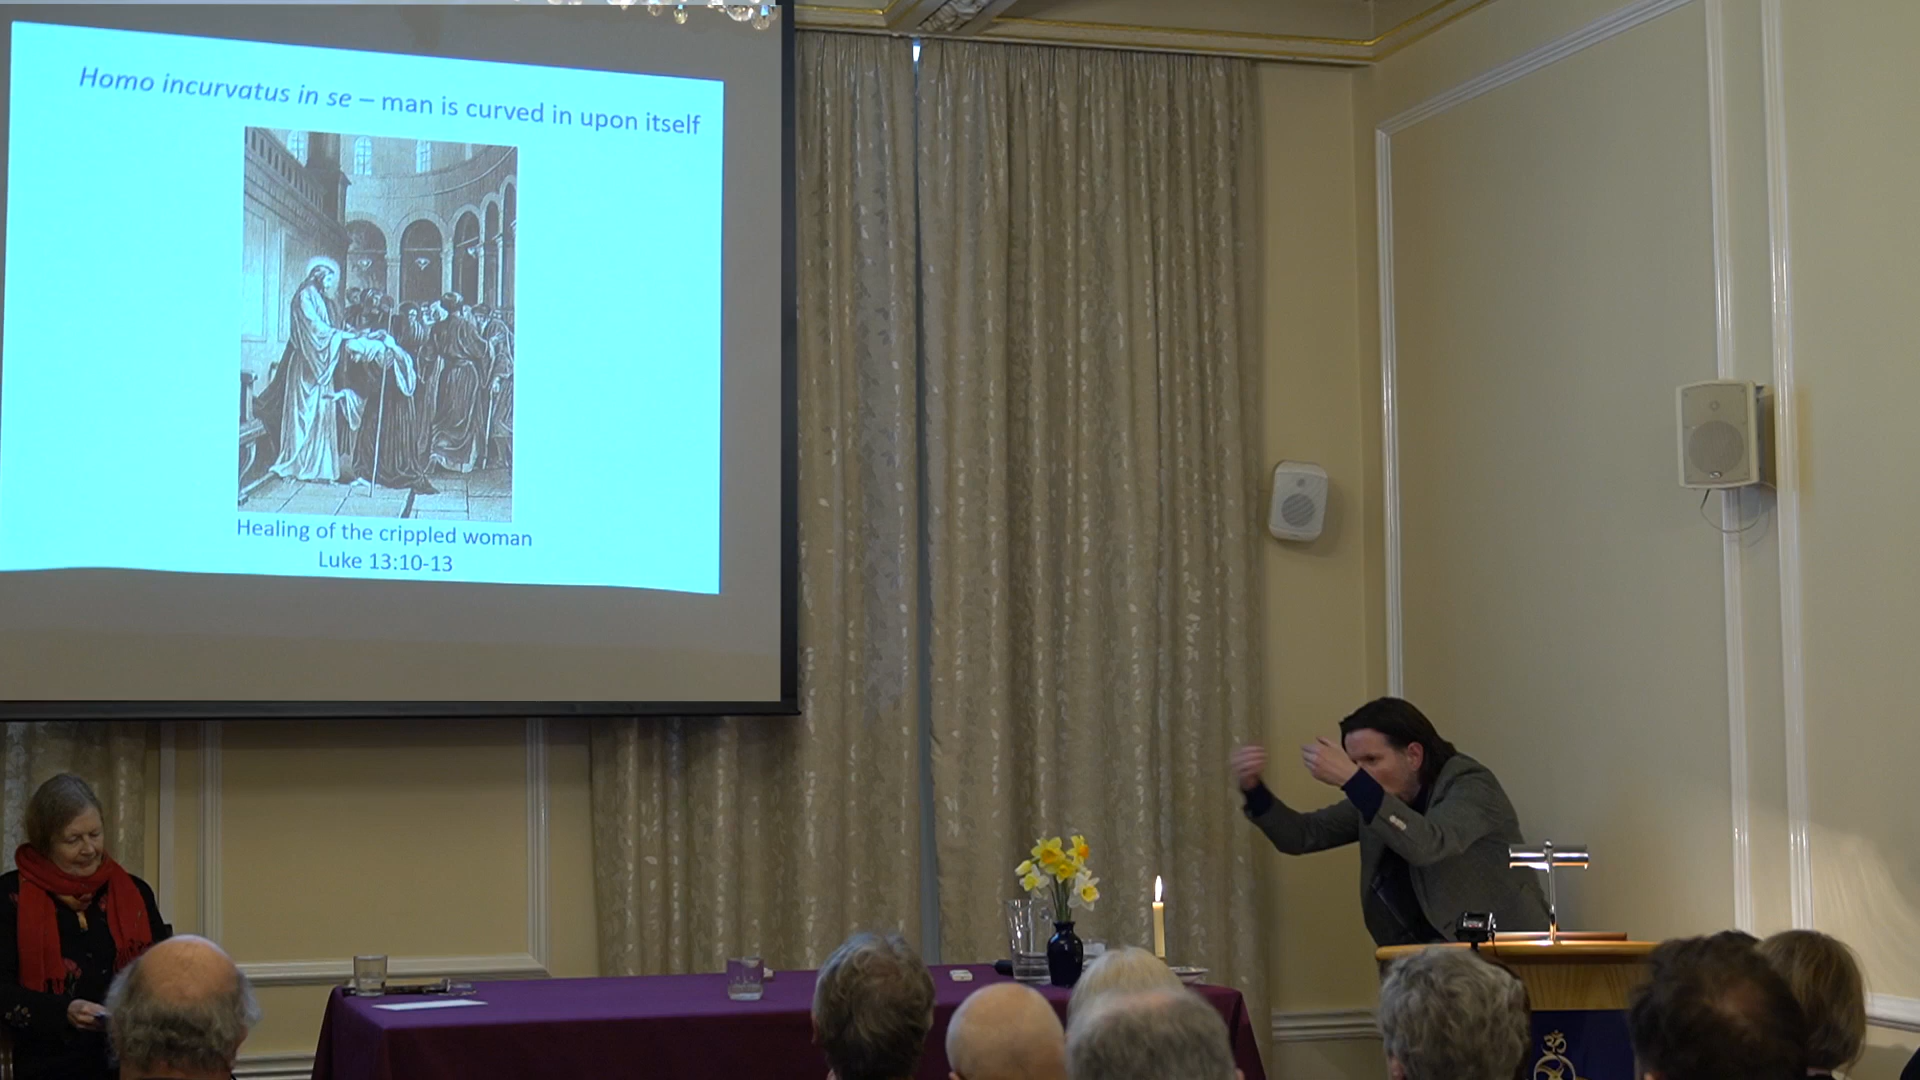 Homo incurvatus in se – man is curved in upon itself
Healing of the crippled woman
Luke 13:10-13
ॐ